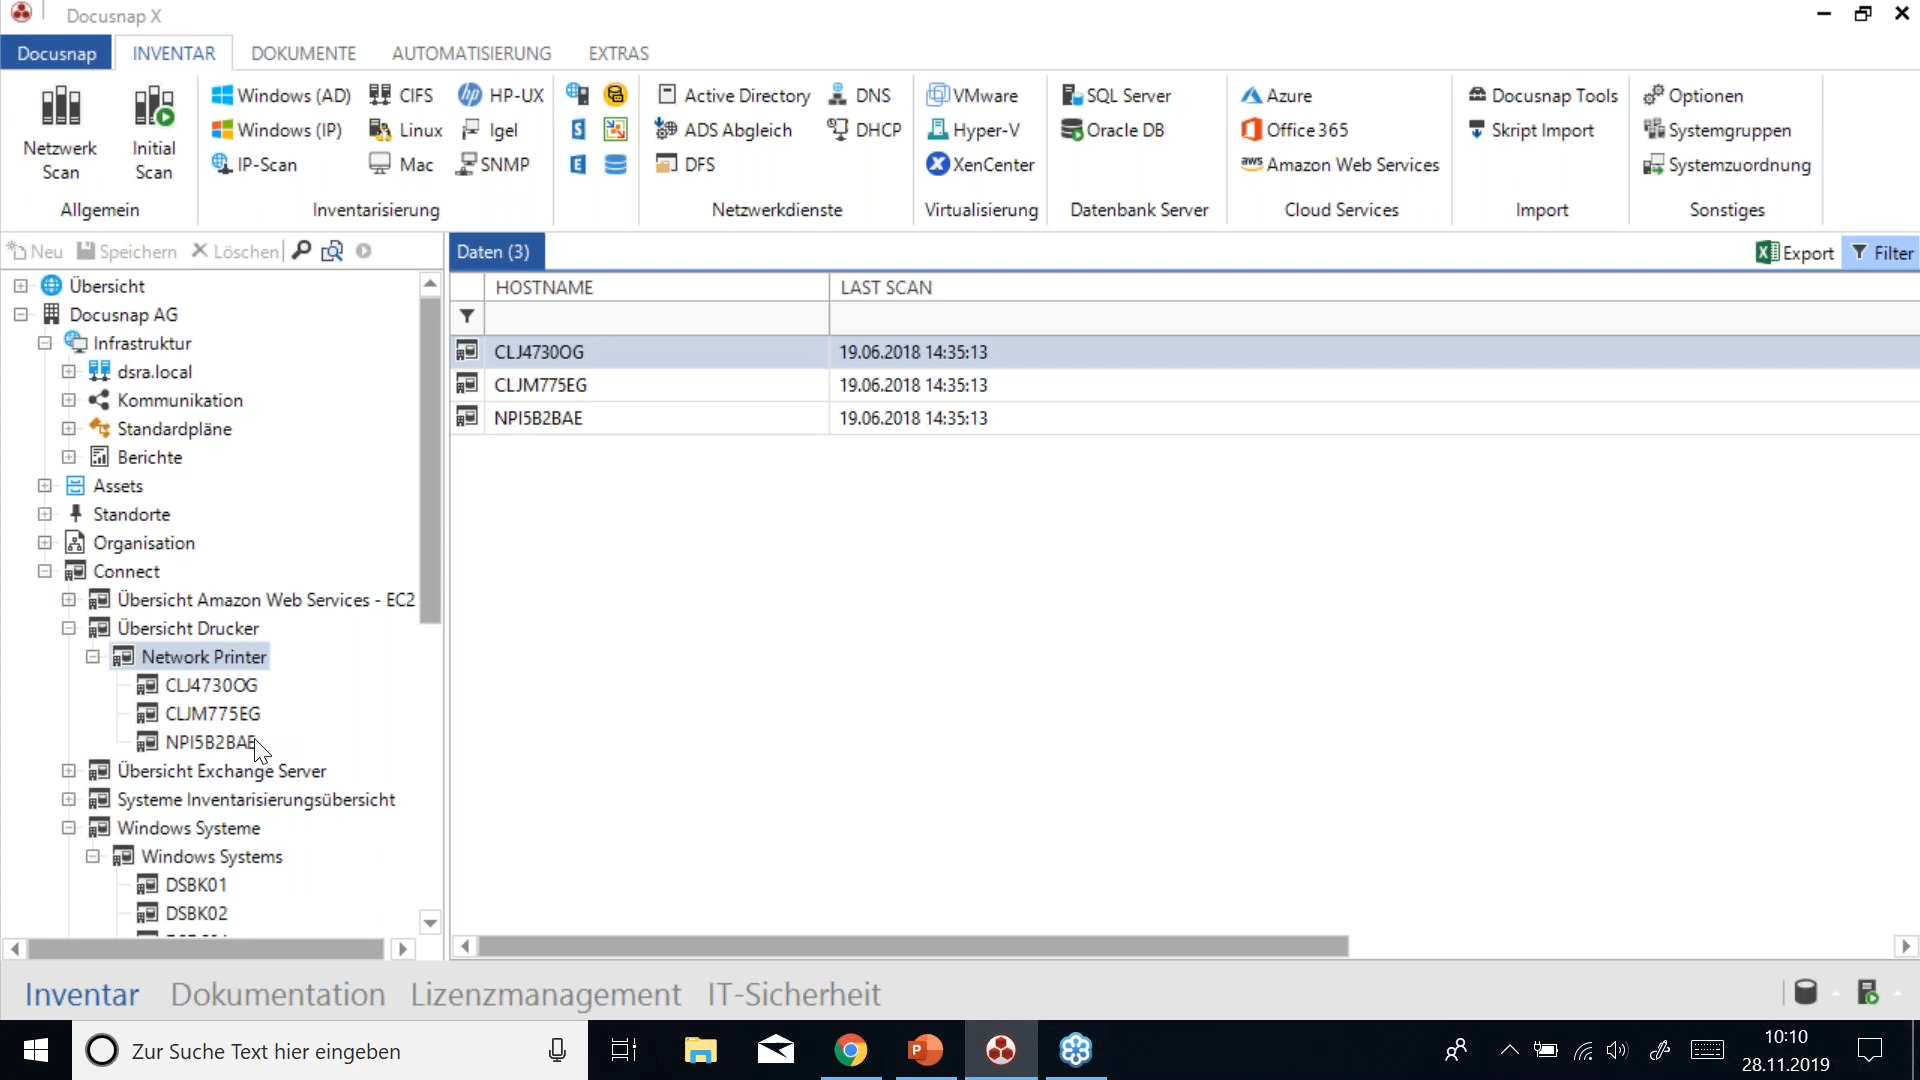 Docusnap X
Docusnap INVENTAR DOKUMENTE AUTOMATISIERUNG EXTRAS
Netzwerk Scan
Initial Scan
Allgemein
Windows (AD) CIFS HP-UX
Windows (IP) Linux Igel
IP-Scan Mac SNMP
Inventarisierung
Active Directory DNS
ADS Abgleich DHCP
DFS
Netzwerkdienste
VMware
Hyper-V
XenCenter
Virtualisierung
SQL Server
Oracle DB
Datenbank Server
Azure
Office 365
aws Amazon Web Services
Cloud Services
Docusnap Tools
Skript Import
Import
Optionen
Systemgruppen
Systemzuordnung
Sonstiges
Neu Speichern Löschen
Übersicht
Docusnap AG
Infrastruktur
dsra.local
Kommunikation
Standardpläne
Berichte
Assets
Standorte
Organisation
Connect
Übersicht Amazon Web Services - EC2
Übersicht Drucker
Network Printer
CLJ4730OG
CLJM775EG
NPI5B2BAE
Übersicht Exchange Server
Systeme Inventarisierungsübersicht
Windows Systeme
Windows Systems
DSBK01
DSBK02
Daten (3) Export Filter
HOSTNAME LAST SCAN
CLJ4730OG 19.06.2018 14:35:13
CLJM775EG 19.06.2018 14:35:13
NPI5B2BAE 19.06.2018 14:35:13
Inventar Dokumentation Lizenzmanagement IT-Sicherheit
Zur Suche Text hier eingeben
10:10
28.11.2019